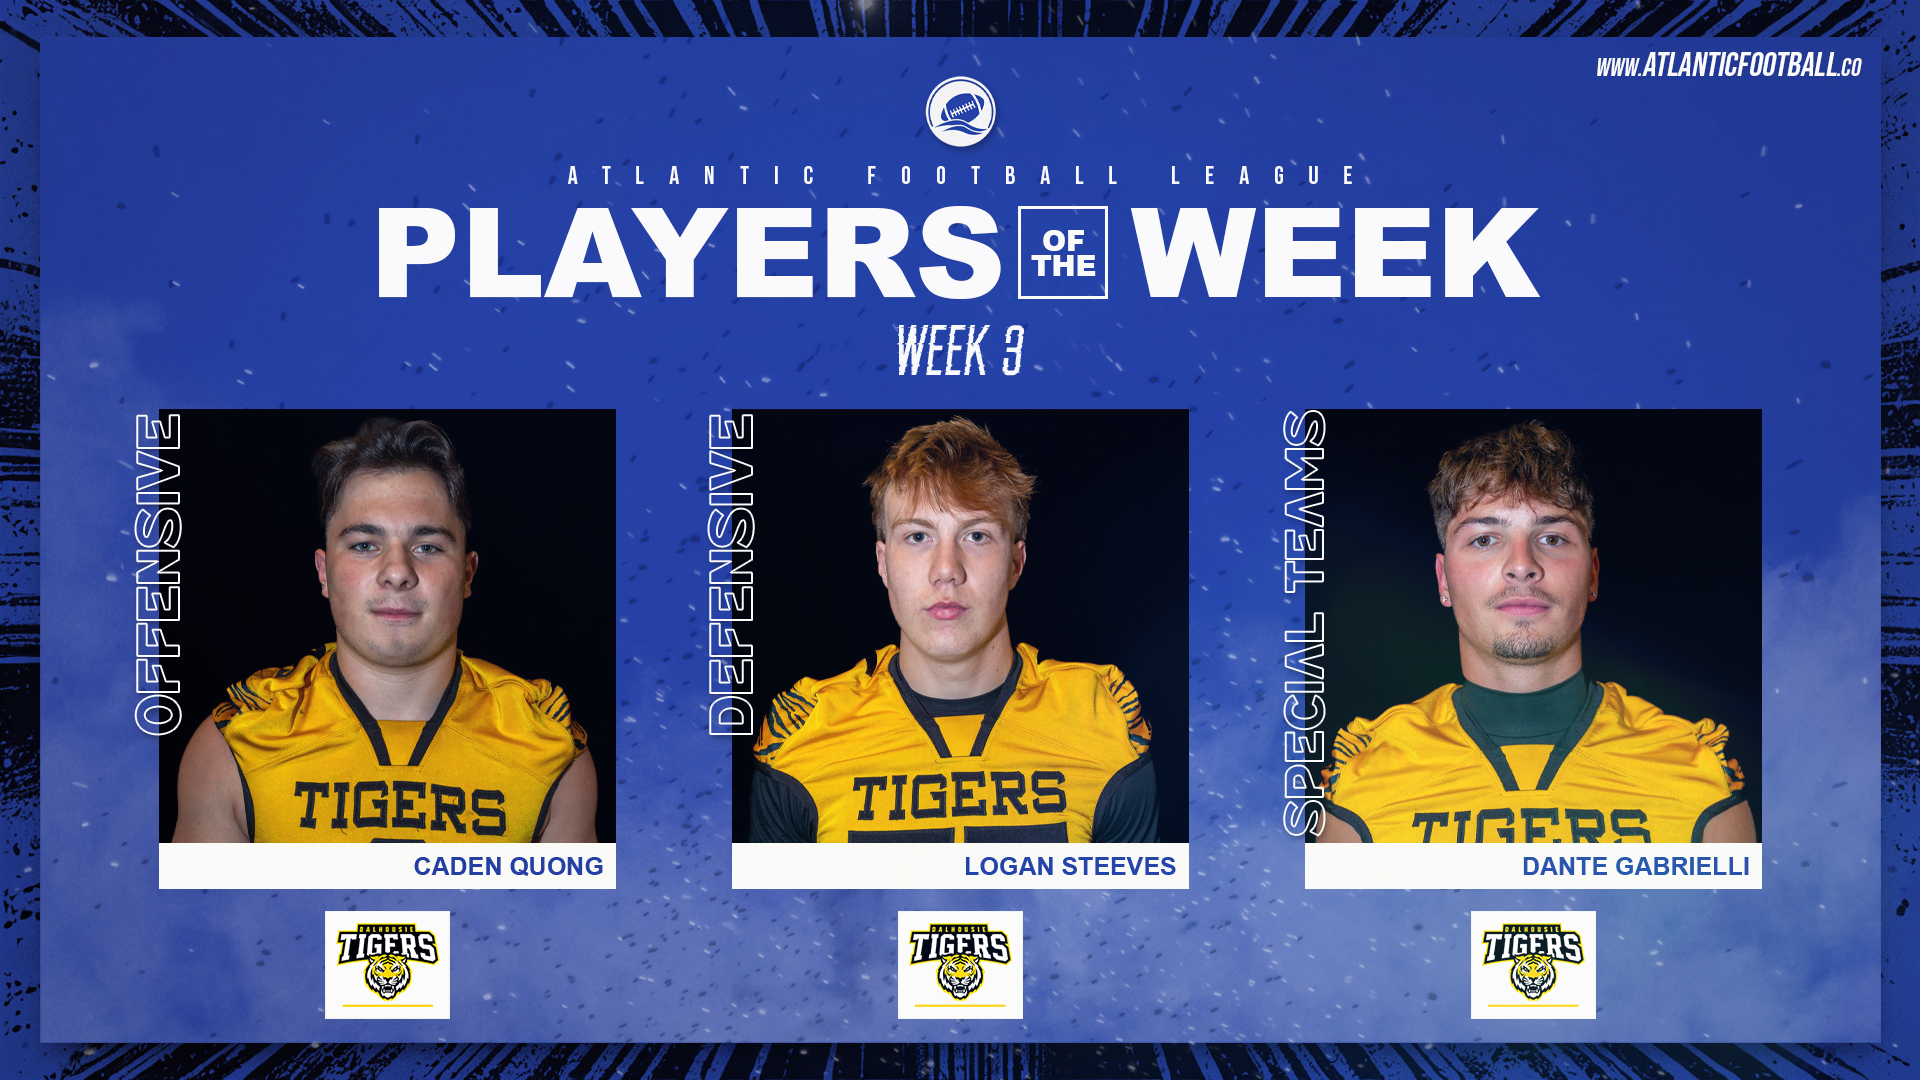 www.ATLANTICFOOTBALL.co
ATLANTIC FOOTBALL LEAGUE
PLAYERS OF THE WEEK
WEEK 3
OFFENSIVE
TIGERS
CADEN QUONG
DALHOUSIE
TIGERS
DEFENSIVE
TIGERS
LOGAN STEEVES
DALHOUSIE
TIGERS
SPECIAL TEAMS
TIGERS
DANTE GABRIELLI
DALHOUSIE
TIGERS